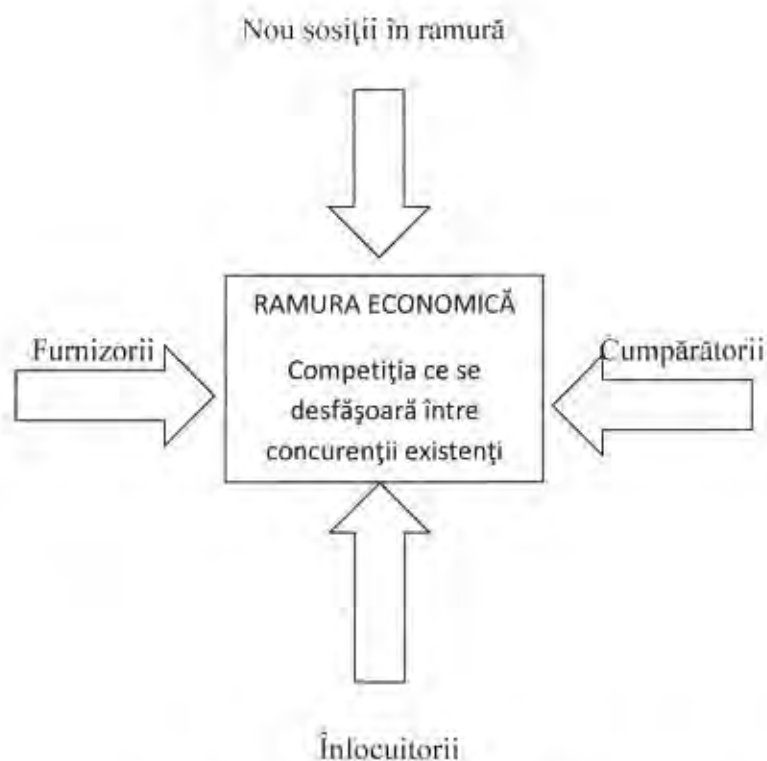 Nou sosiţii în ramură
RAMURA ECONOMICĂ
Furnizorii
Cumpărătorii
Competiţia ce se
desfăşoară între
concurenţii existenţi
Înlocuitorii